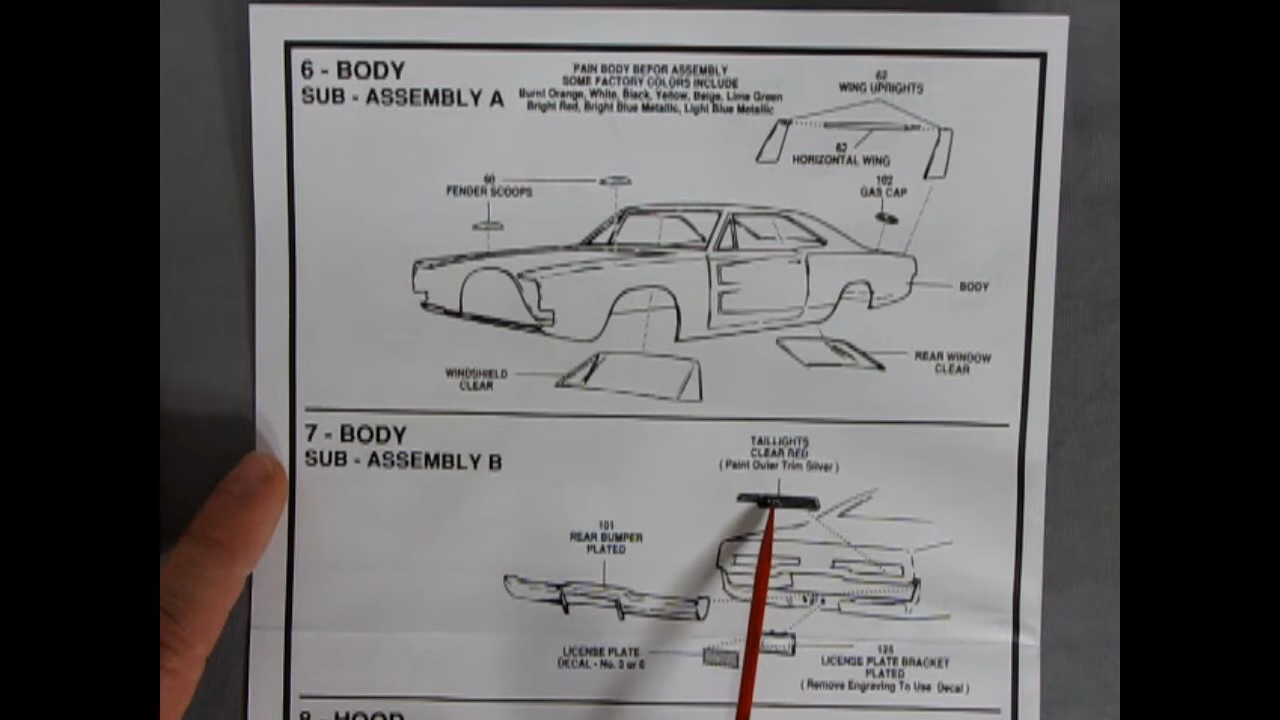 6 - BODY
SUB - ASSEMBLY A
PAIN BODY BEFOR ASSEMBLY
SOME FACTORY COLORS INCLUDE
Burnt Orange, White, Black, Yellow, Beige, Lime Green
Bright Red, Bright Blue Metallic, Light Blue Metallic
62
WING UPRIGHTS
63
HORIZONTAL WING
60
FENDER SCOOPS
102
GAS CAP
BODY
WINDSHIELD
CLEAR
REAR WINDOW
CLEAR
7 - BODY
SUB - ASSEMBLY B
TAILLIGHTS
CLEAR RED
( Paint Outer Trim Silver )
101
REAR BUMPER
PLATED
LICENSE PLATE
DECAL - No. 5 or 6
LICENSE PLATE BRACKET
PLATED
( Remove Engraving To Use Decal )
8 - HOOD